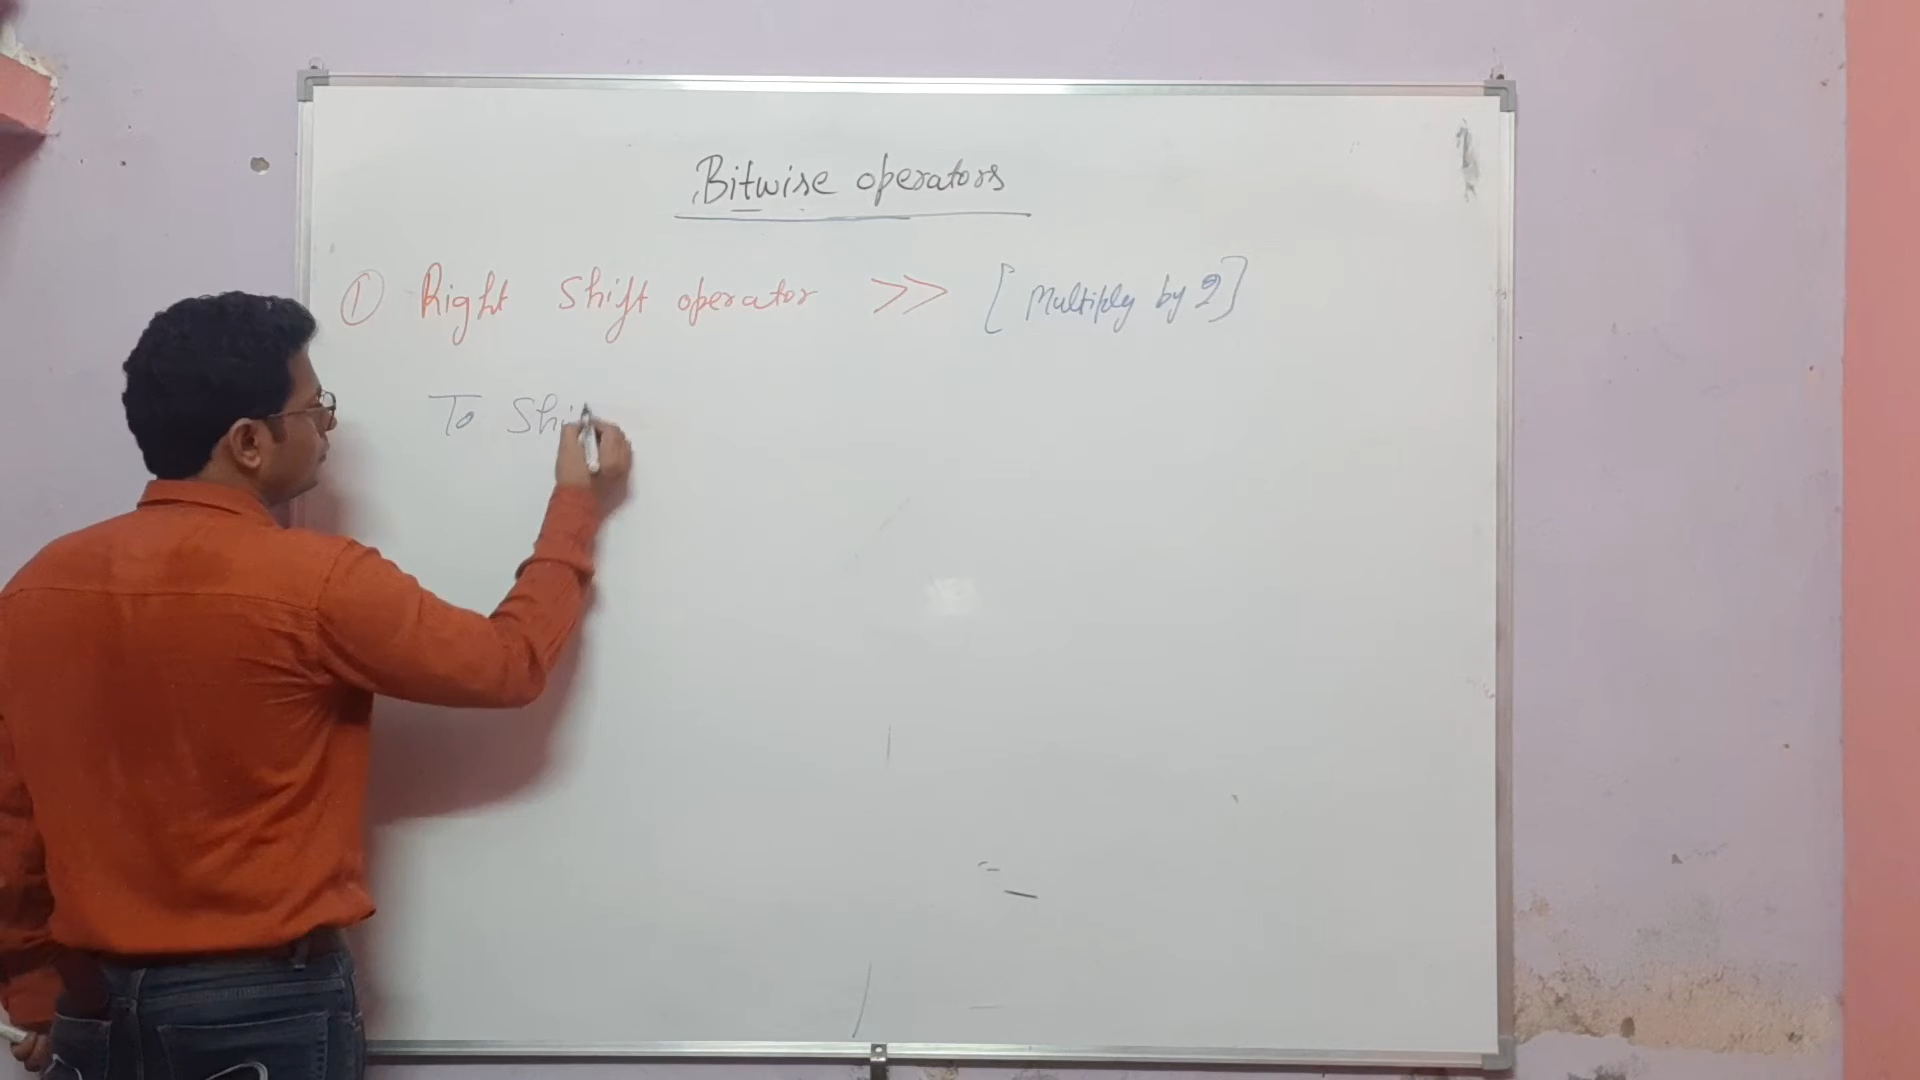 Bitwise operators
① Right Shift operator >> [Multiply by 2]
To Shi